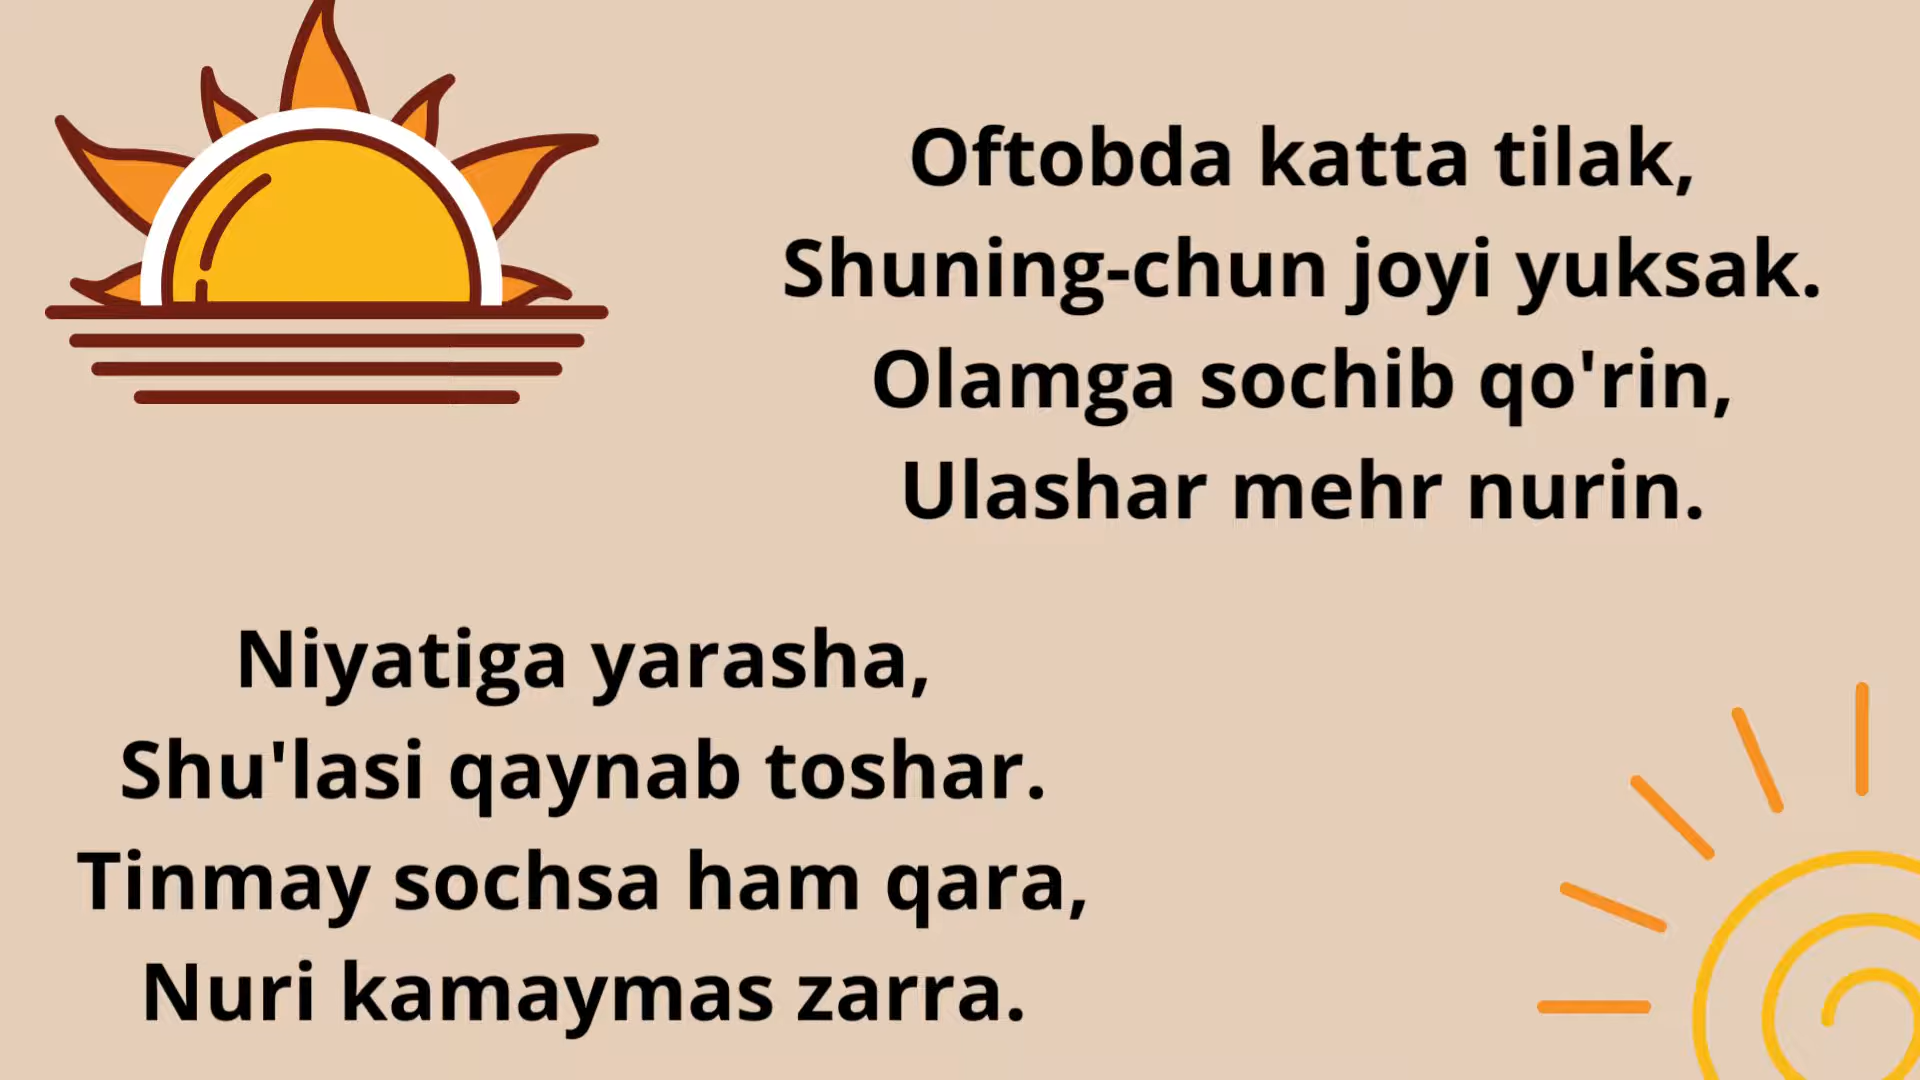 Oftobda katta tilak,
Shuning-chun joyi yuksak.
Olamga sochib qo'rin,
Ulashar mehr nurin.
Niyatiga yarasha,
Shu'lasi qaynab toshar.
Tinmay sochsa ham qara,
Nuri kamaymas zarra.